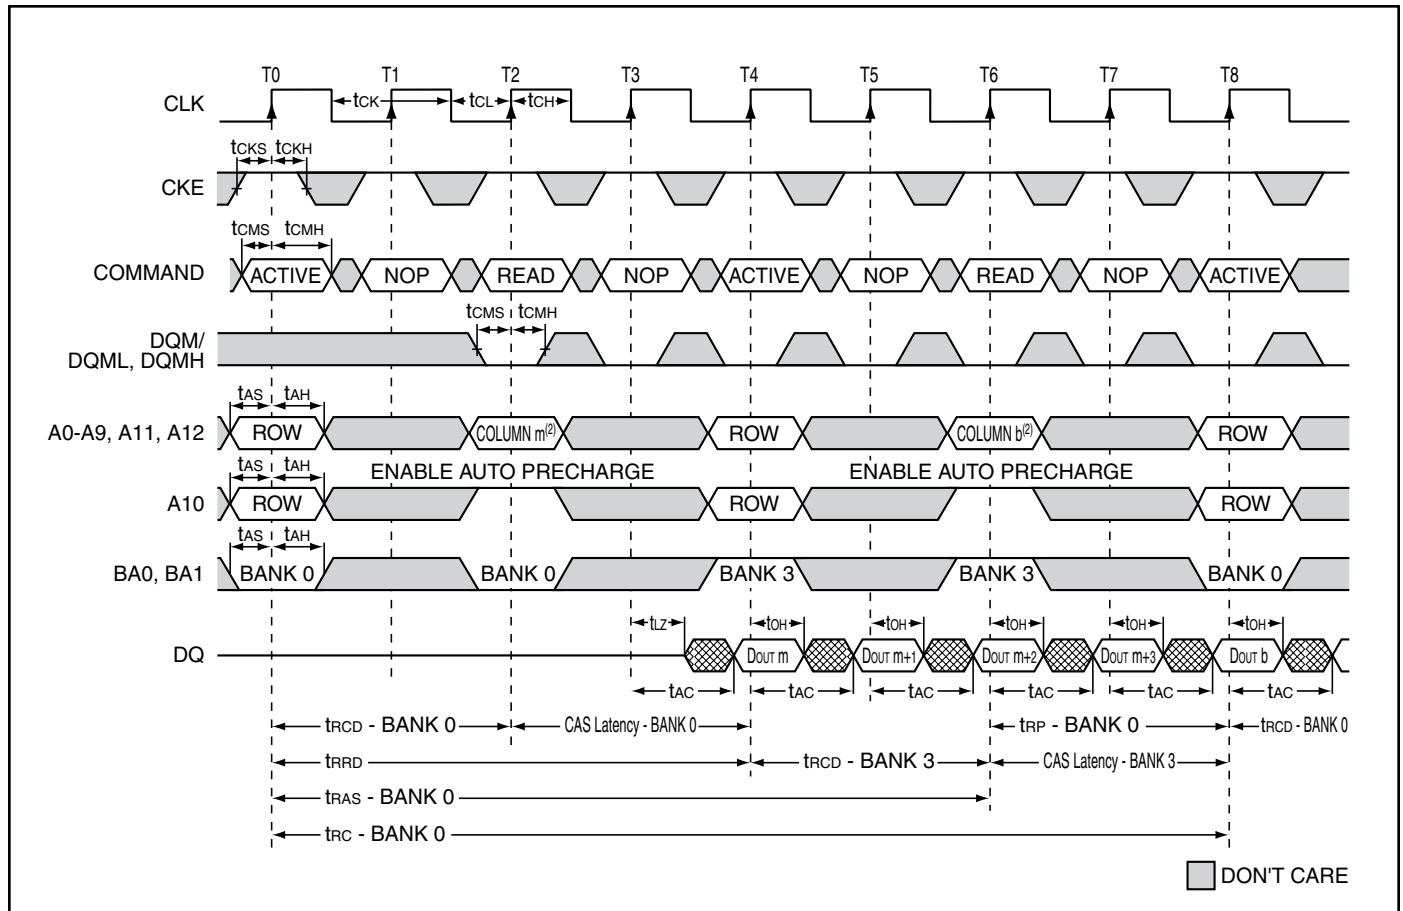 T0 T1 T2 T3 T4 T5 T6 T7 T8
CLK tCK tCL tCH
tCKS tCKH
CKE
tCMS tCMH
COMMAND ACTIVE NOP READ NOP ACTIVE NOP READ NOP ACTIVE
tCMS tCMH
DQM/
DQML, DQMH
tAS tAH
A0-A9, A11, A12 ROW COLUMN m(2) ROW COLUMN b(2) ROW
tAS tAH ENABLE AUTO PRECHARGE ENABLE AUTO PRECHARGE
A10 ROW ROW ROW
tAS tAH
BA0, BA1 BANK 0 BANK 0 BANK 3 BANK 3 BANK 0
tLZ tOH tOH tOH tOH tOH
DQ DOUT m DOUT m+1 DOUT m+2 DOUT m+3 DOUT b
tAC tAC tAC tAC tAC tAC
tRCD - BANK 0 CAS Latency - BANK 0 tRP - BANK 0 tRCD - BANK 0
tRRD tRCD - BANK 3 CAS Latency - BANK 3
tRAS - BANK 0
tRC - BANK 0
DON'T CARE